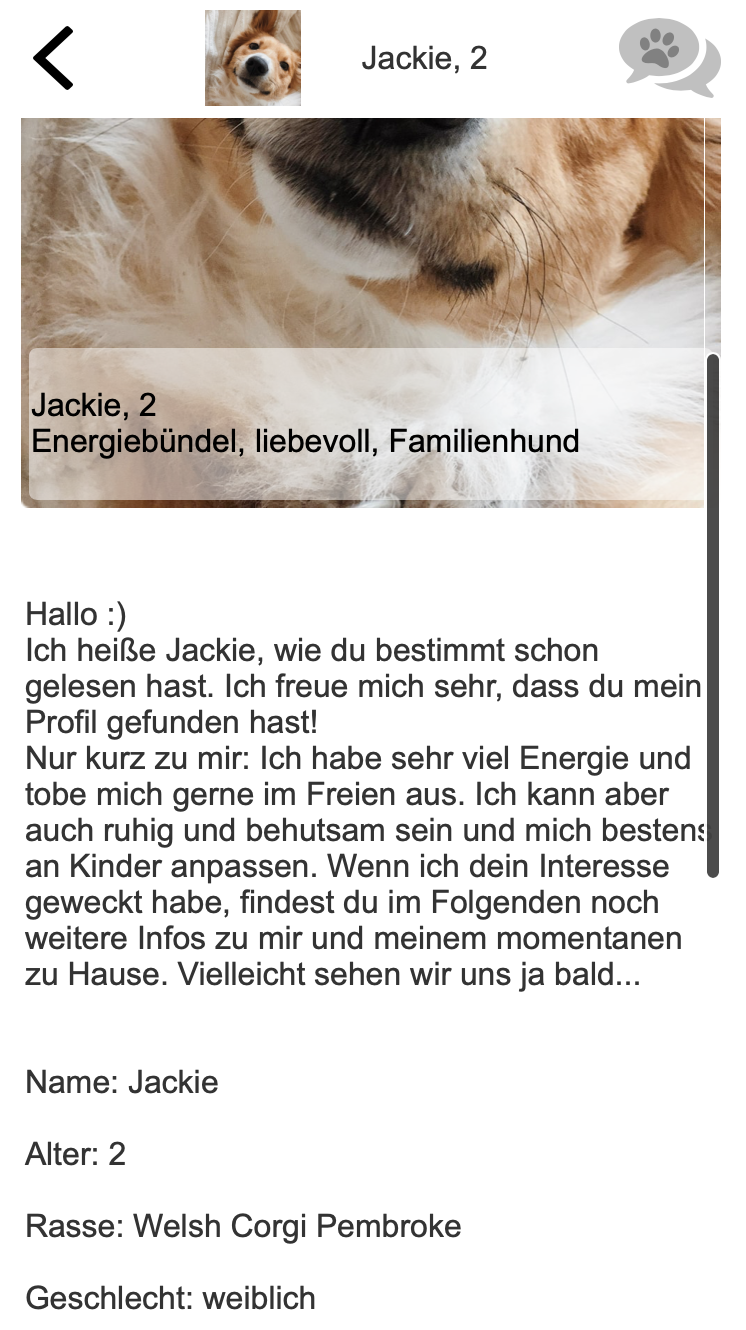 Jackie, 2
Jackie, 2
Energiebündel, liebevoll, Familienhund
Hallo :)
Ich heiße Jackie, wie du bestimmt schon
gelesen hast. Ich freue mich sehr, dass du mein
Profil gefunden hast!
Nur kurz zu mir: Ich habe sehr viel Energie und
tobe mich gerne im Freien aus. Ich kann aber
auch ruhig und behutsam sein und mich bestens
an Kinder anpassen. Wenn ich dein Interesse
geweckt habe, findest du im Folgenden noch
weitere Infos zu mir und meinem momentanen
zu Hause. Vielleicht sehen wir uns ja bald...
Name: Jackie
Alter: 2
Rasse: Welsh Corgi Pembroke
Geschlecht: weiblich